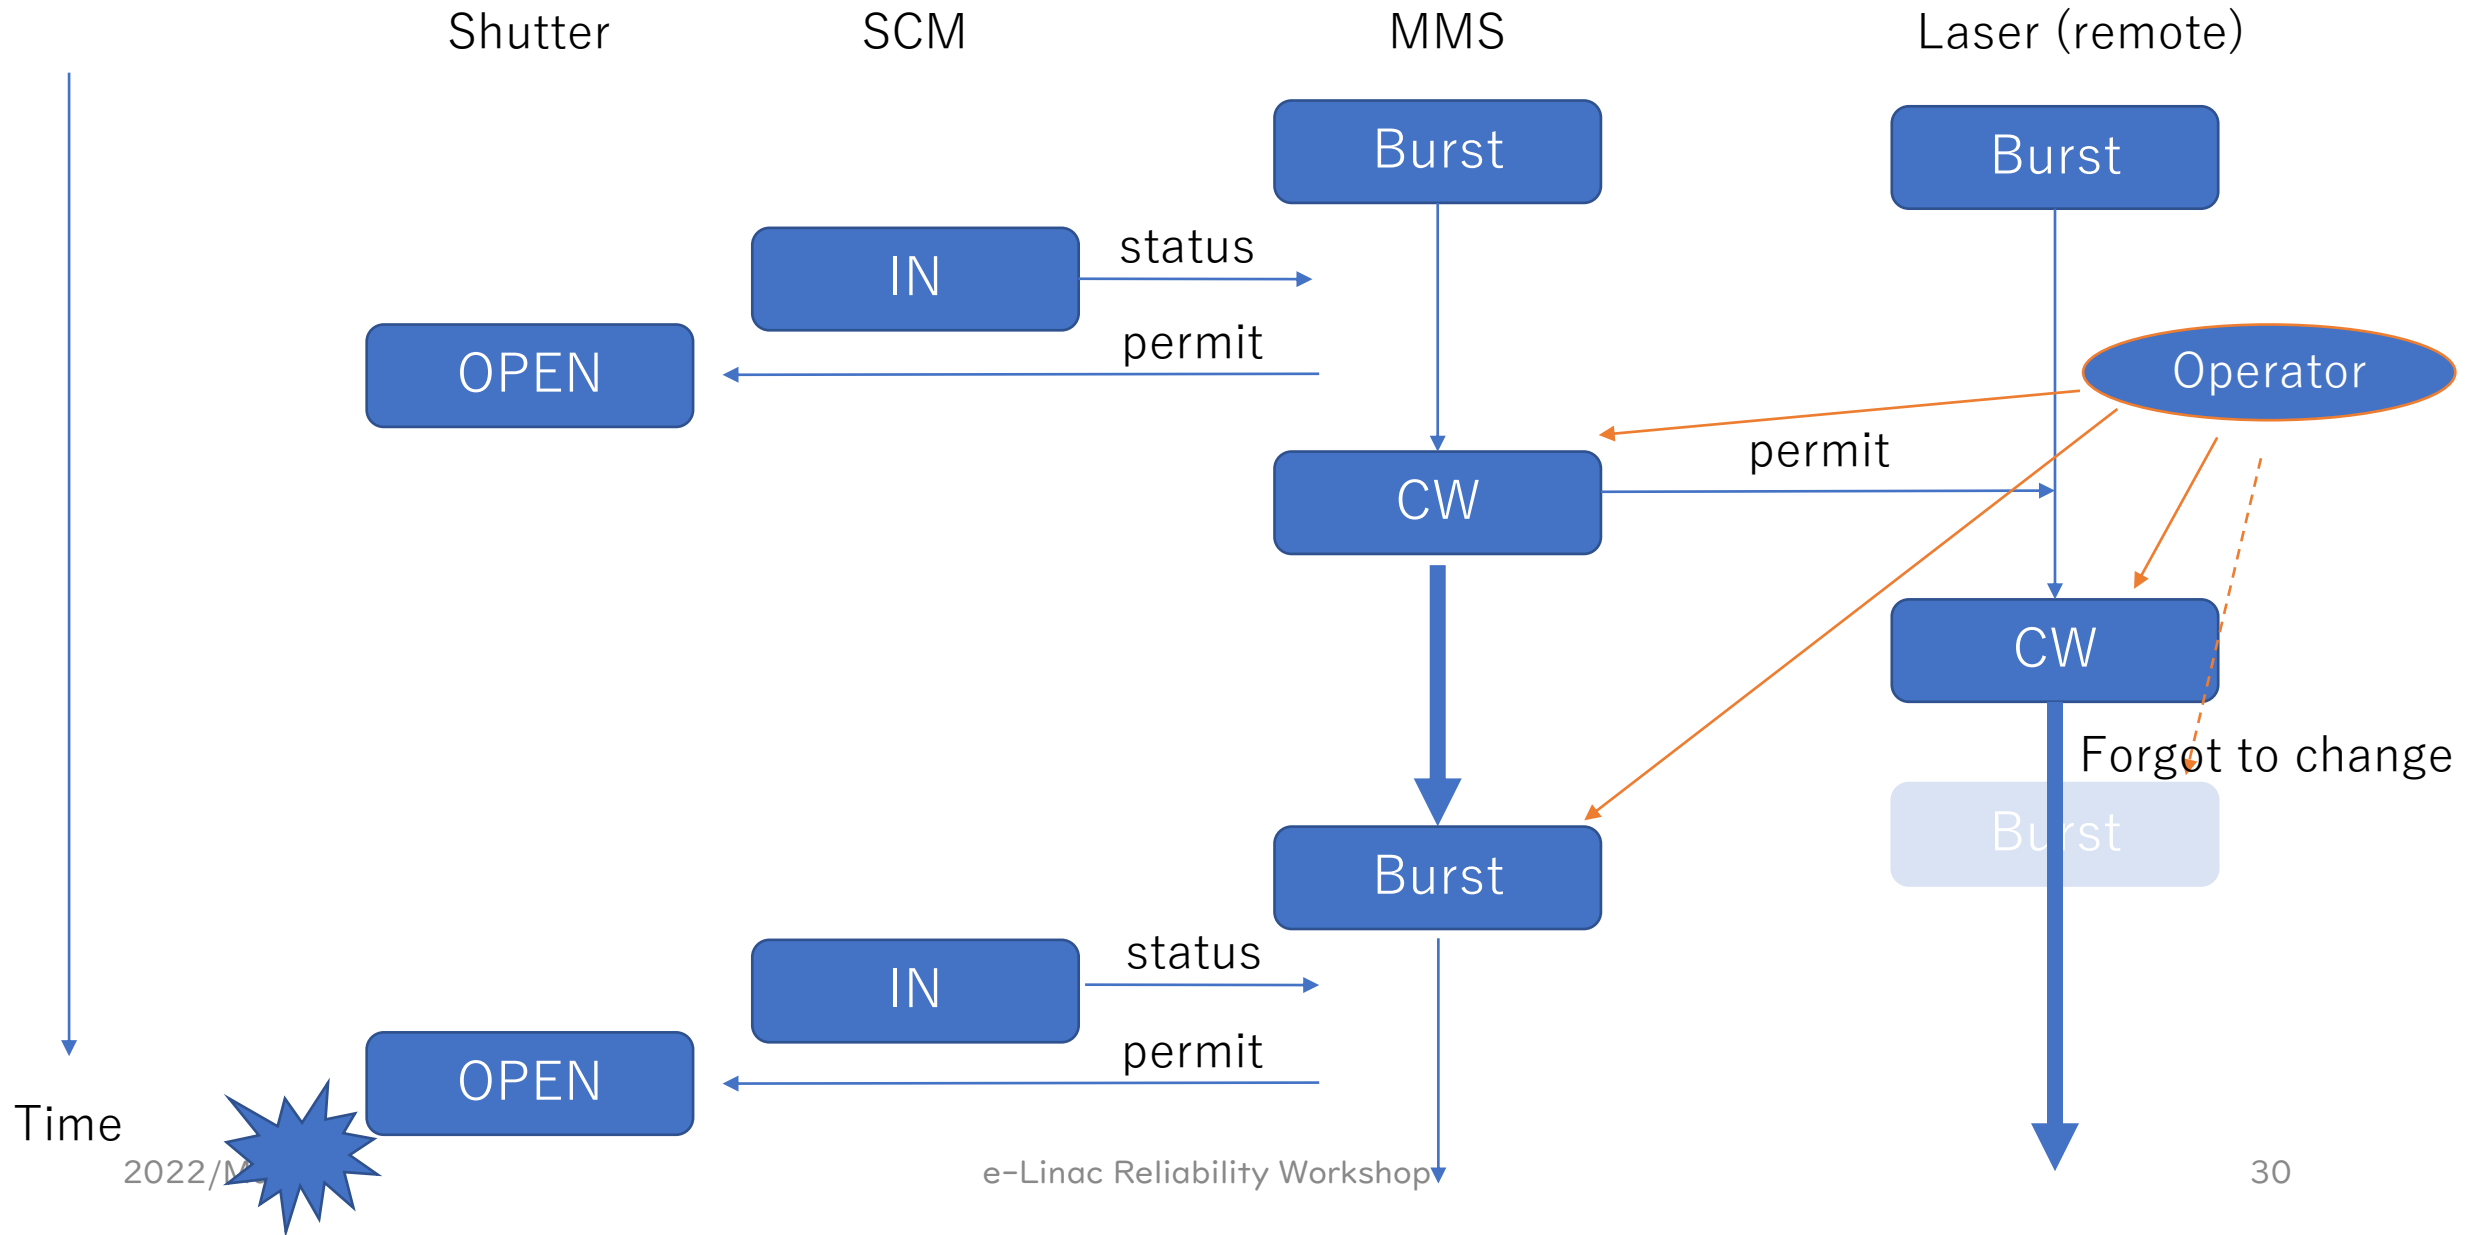 Shutter SCM MMS Laser (remote)
Burst Burst
IN status
OPEN permit
Operator
CW permit
CW
Forgot to change
Burst
Burst
IN status
OPEN permit
Time
e-Linac Reliability Workshop 30